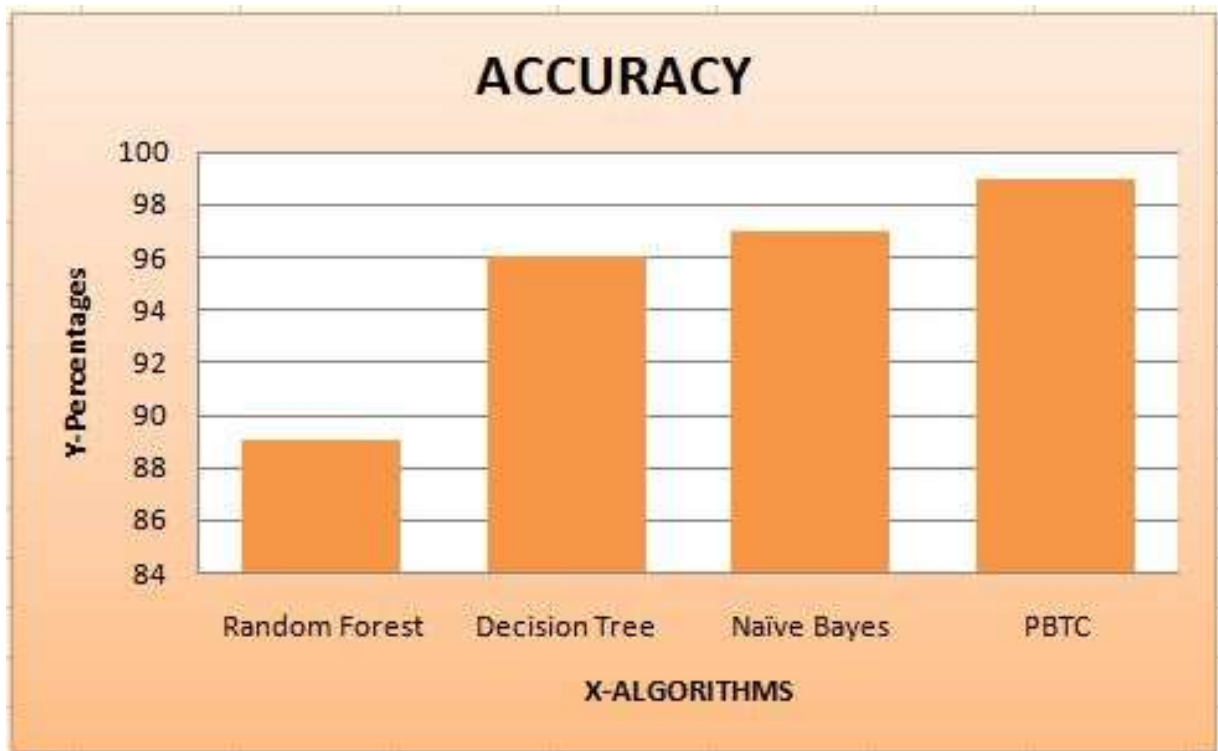 ACCURACY
Y-Percentages
100
98
96
94
92
90
88
86
84
Random Forest Decision Tree Naïve Bayes PBTC
X-ALGORITHMS